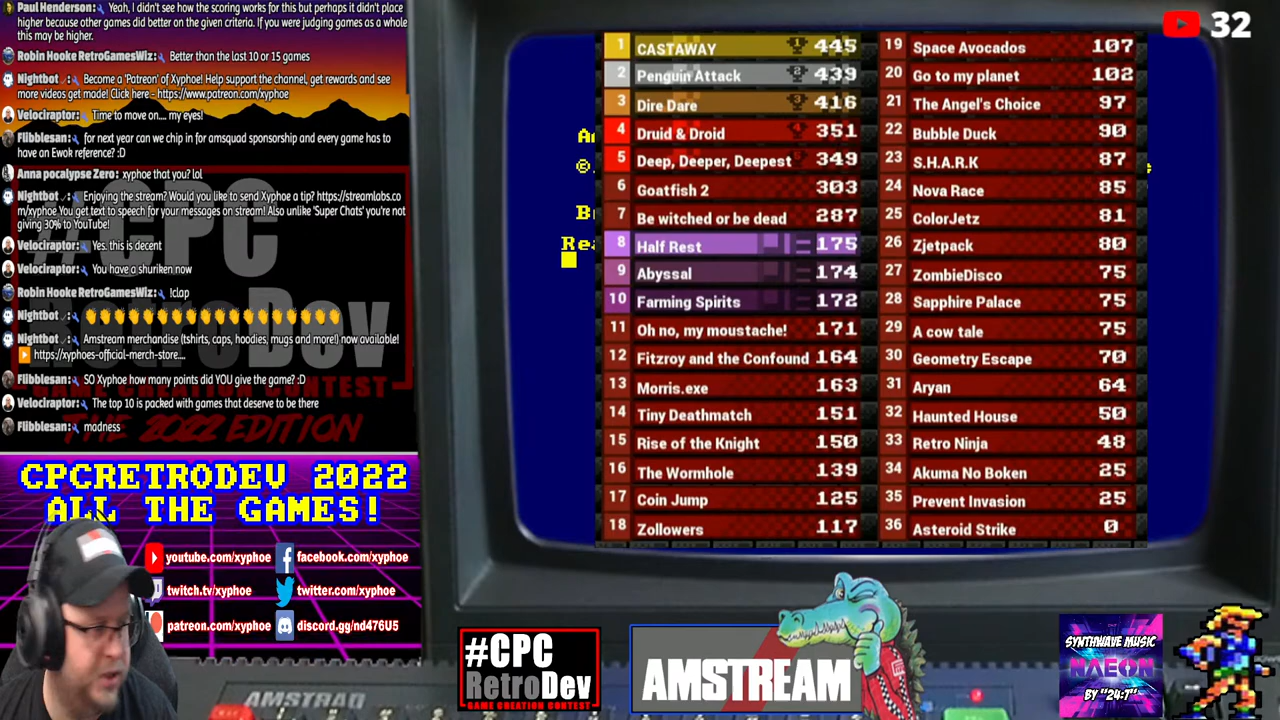 Paul Henderson: Yeah, I didn't see how the scoring works for this but perhaps it didn't place
higher because other games did better on the given criteria. If you were judging games as a whole
this may be higher.
Robin Hooke RetroGamesWiz: Better than the last 10 or 15 games
Nightbot: Become a 'Patreon' of Xyphoe! Help support the channel, get rewards and see
more videos get made! Click here - https://www.patreon.com/xyphoe
Velociraptor: Time to move on.... my eyes!
Flibblesan: for next year can we chip in for amsquad sponsorship and every game has to
have an Ewok reference? :D
Anna pocalypse Zero: xyphoe that you? lol
Nightbot: Enjoying the stream? Would you like to send Xyphoe a tip? https://streamlabs.co
m/xyphoe You get text to speech for your messages on stream! Also unlike 'Super Chats' you're not
giving 30% to YouTube!
Velociraptor: Yes. this is decent
Velociraptor: You have a shuriken now
Robin Hooke RetroGamesWiz: !clap
Nightbot: 👏👏👏👏👏👏👏👏👏👏👏👏👏👏👏👏👏👏
Nightbot: Amstream merchandise (tshirts, caps, hoodies, mugs and more!) now available!
▶ https://xyphoes-official-merch-store....
Flibblesan: SO Xyphoe how many points did YOU give the game? :D
Velociraptor: The top 10 is packed with games that deserve to be there
Flibblesan: madness
#CPC
RetroDev
GAME CREATION CONTEST
THE 2022 EDITION
CPCRETRODEV 2022
ALL THE GAMES!
youtube.com/xyphoe
facebook.com/xyphoe
twitch.tv/xyphoe
twitter.com/xyphoe
patreon.com/xyphoe
discord.gg/nd476U5
32
1 CASTAWAY 445
2 Penguin Attack 439
3 Dire Dare 416
4 Druid & Droid 351
5 Deep, Deeper, Deepest 349
6 Goatfish 2 303
7 Be witched or be dead 287
8 Half Rest 175
9 Abyssal 174
10 Farming Spirits 172
11 Oh no, my moustache! 171
12 Fitzroy and the Confound 164
13 Morris.exe 163
14 Tiny Deathmatch 151
15 Rise of the Knight 150
16 The Wormhole 139
17 Coin Jump 125
18 Zollowers 117
19 Space Avocados 107
20 Go to my planet 102
21 The Angel's Choice 97
22 Bubble Duck 90
23 S.H.A.R.K 87
24 Nova Race 85
25 ColorJetz 81
26 Zjetpack 80
27 ZombieDisco 75
28 Sapphire Palace 75
29 A cow tale 75
30 Geometry Escape 70
31 Aryan 64
32 Haunted House 50
33 Retro Ninja 48
34 Akuma No Boken 25
35 Prevent Invasion 25
36 Asteroid Strike 0
Rea
AMSTRAD
#CPC
RetroDev
GAME CREATION CONTEST
AMSTREAM
SYNTHWAVE MUSIC
NAEON
BY "24:7"